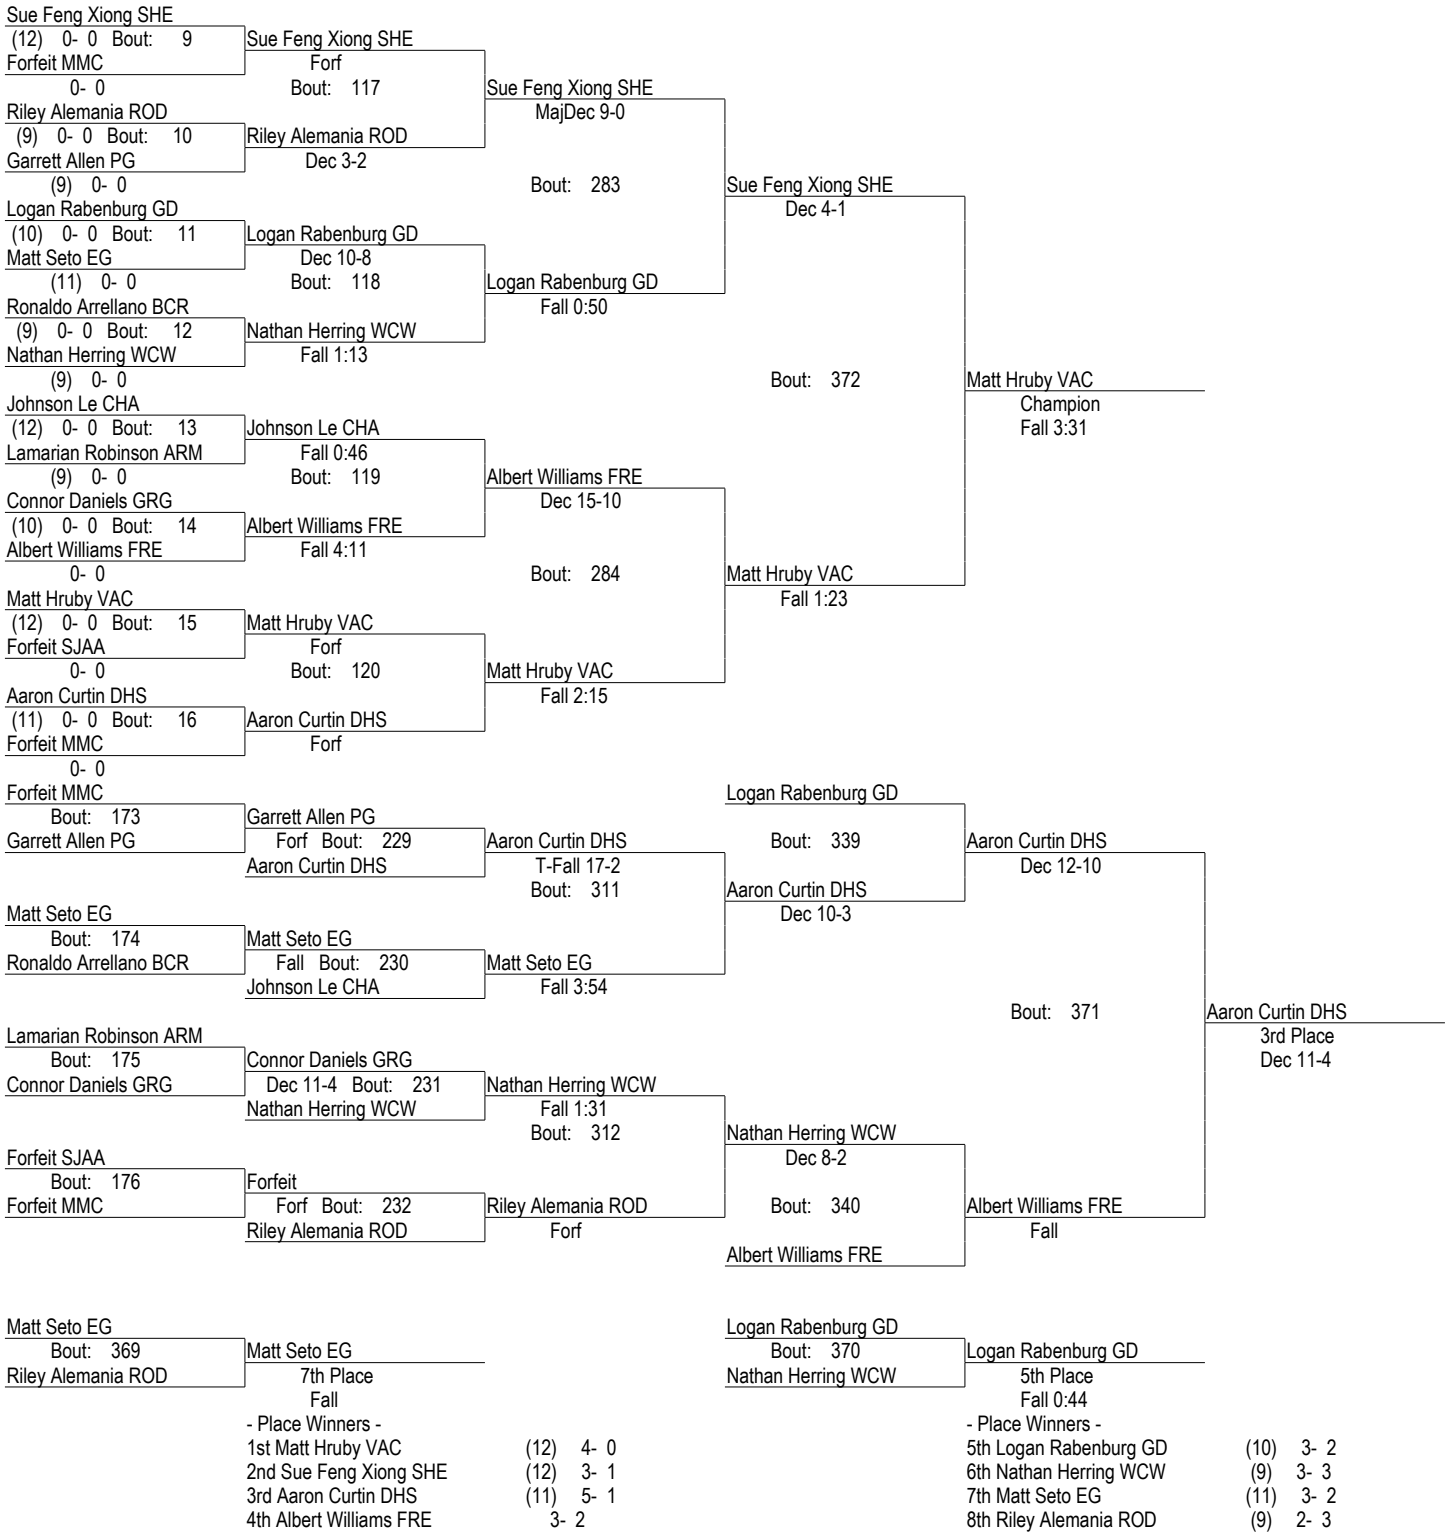 Sue Feng Xiong SHE
(12) 0- 0 Bout: 9 Sue Feng Xiong SHE
Forfeit MMC Forf
0- 0 Bout: 117 Sue Feng Xiong SHE
Riley Alemania ROD MajDec 9-0
(9) 0- 0 Bout: 10 Riley Alemania ROD
Garrett Allen PG Dec 3-2
(9) 0- 0 Bout: 283 Sue Feng Xiong SHE
Logan Rabenburg GD Dec 4-1
(10) 0- 0 Bout: 11 Logan Rabenburg GD
Matt Seto EG Dec 10-8
(11) 0- 0 Bout: 118 Logan Rabenburg GD
Ronaldo Arrellano BCR Fall 0:50
(9) 0- 0 Bout: 12 Nathan Herring WCW
Nathan Herring WCW Fall 1:13
(9) 0- 0 Bout: 372 Matt Hruby VAC
Johnson Le CHA Champion
(12) 0- 0 Bout: 13 Johnson Le CHA Fall 3:31
Lamarian Robinson ARM Fall 0:46
(9) 0- 0 Bout: 119 Albert Williams FRE
Connor Daniels GRG Dec 15-10
(10) 0- 0 Bout: 14 Albert Williams FRE
Albert Williams FRE Fall 4:11
0- 0 Bout: 284 Matt Hruby VAC
Matt Hruby VAC Fall 1:23
(12) 0- 0 Bout: 15 Matt Hruby VAC
Forfeit SJAA Forf
0- 0 Bout: 120 Matt Hruby VAC
Aaron Curtin DHS Fall 2:15
(11) 0- 0 Bout: 16 Aaron Curtin DHS
Forfeit MMC Forf
0- 0
Forfeit MMC Logan Rabenburg GD
Bout: 173 Garrett Allen PG
Garrett Allen PG Forf Bout: 229 Aaron Curtin DHS Bout: 339 Aaron Curtin DHS
Aaron Curtin DHS T-Fall 17-2 Dec 12-10
Bout: 311 Aaron Curtin DHS
Matt Seto EG Dec 10-3
Bout: 174 Matt Seto EG
Ronaldo Arrellano BCR Fall Bout: 230 Matt Seto EG
Johnson Le CHA Fall 3:54
Bout: 371 Aaron Curtin DHS
Lamarian Robinson ARM 3rd Place
Bout: 175 Connor Daniels GRG Dec 11-4
Connor Daniels GRG Dec 11-4 Bout: 231 Nathan Herring WCW
Nathan Herring WCW Fall 1:31
Bout: 312 Nathan Herring WCW
Forfeit SJAA Dec 8-2
Bout: 176 Forfeit
Forfeit MMC Forf Bout: 232 Riley Alemania ROD Bout: 340 Albert Williams FRE
Riley Alemania ROD Forf Fall
Albert Williams FRE
Matt Seto EG Logan Rabenburg GD
Bout: 369 Matt Seto EG Bout: 370 Logan Rabenburg GD
Riley Alemania ROD 7th Place Nathan Herring WCW 5th Place
Fall Fall 0:44
- Place Winners - - Place Winners -
1st Matt Hruby VAC (12) 4- 0 5th Logan Rabenburg GD (10) 3- 2
2nd Sue Feng Xiong SHE (12) 3- 1 6th Nathan Herring WCW (9) 3- 3
3rd Aaron Curtin DHS (11) 5- 1 7th Matt Seto EG (11) 3- 2
4th Albert Williams FRE 3- 2 8th Riley Alemania ROD (9) 2- 3